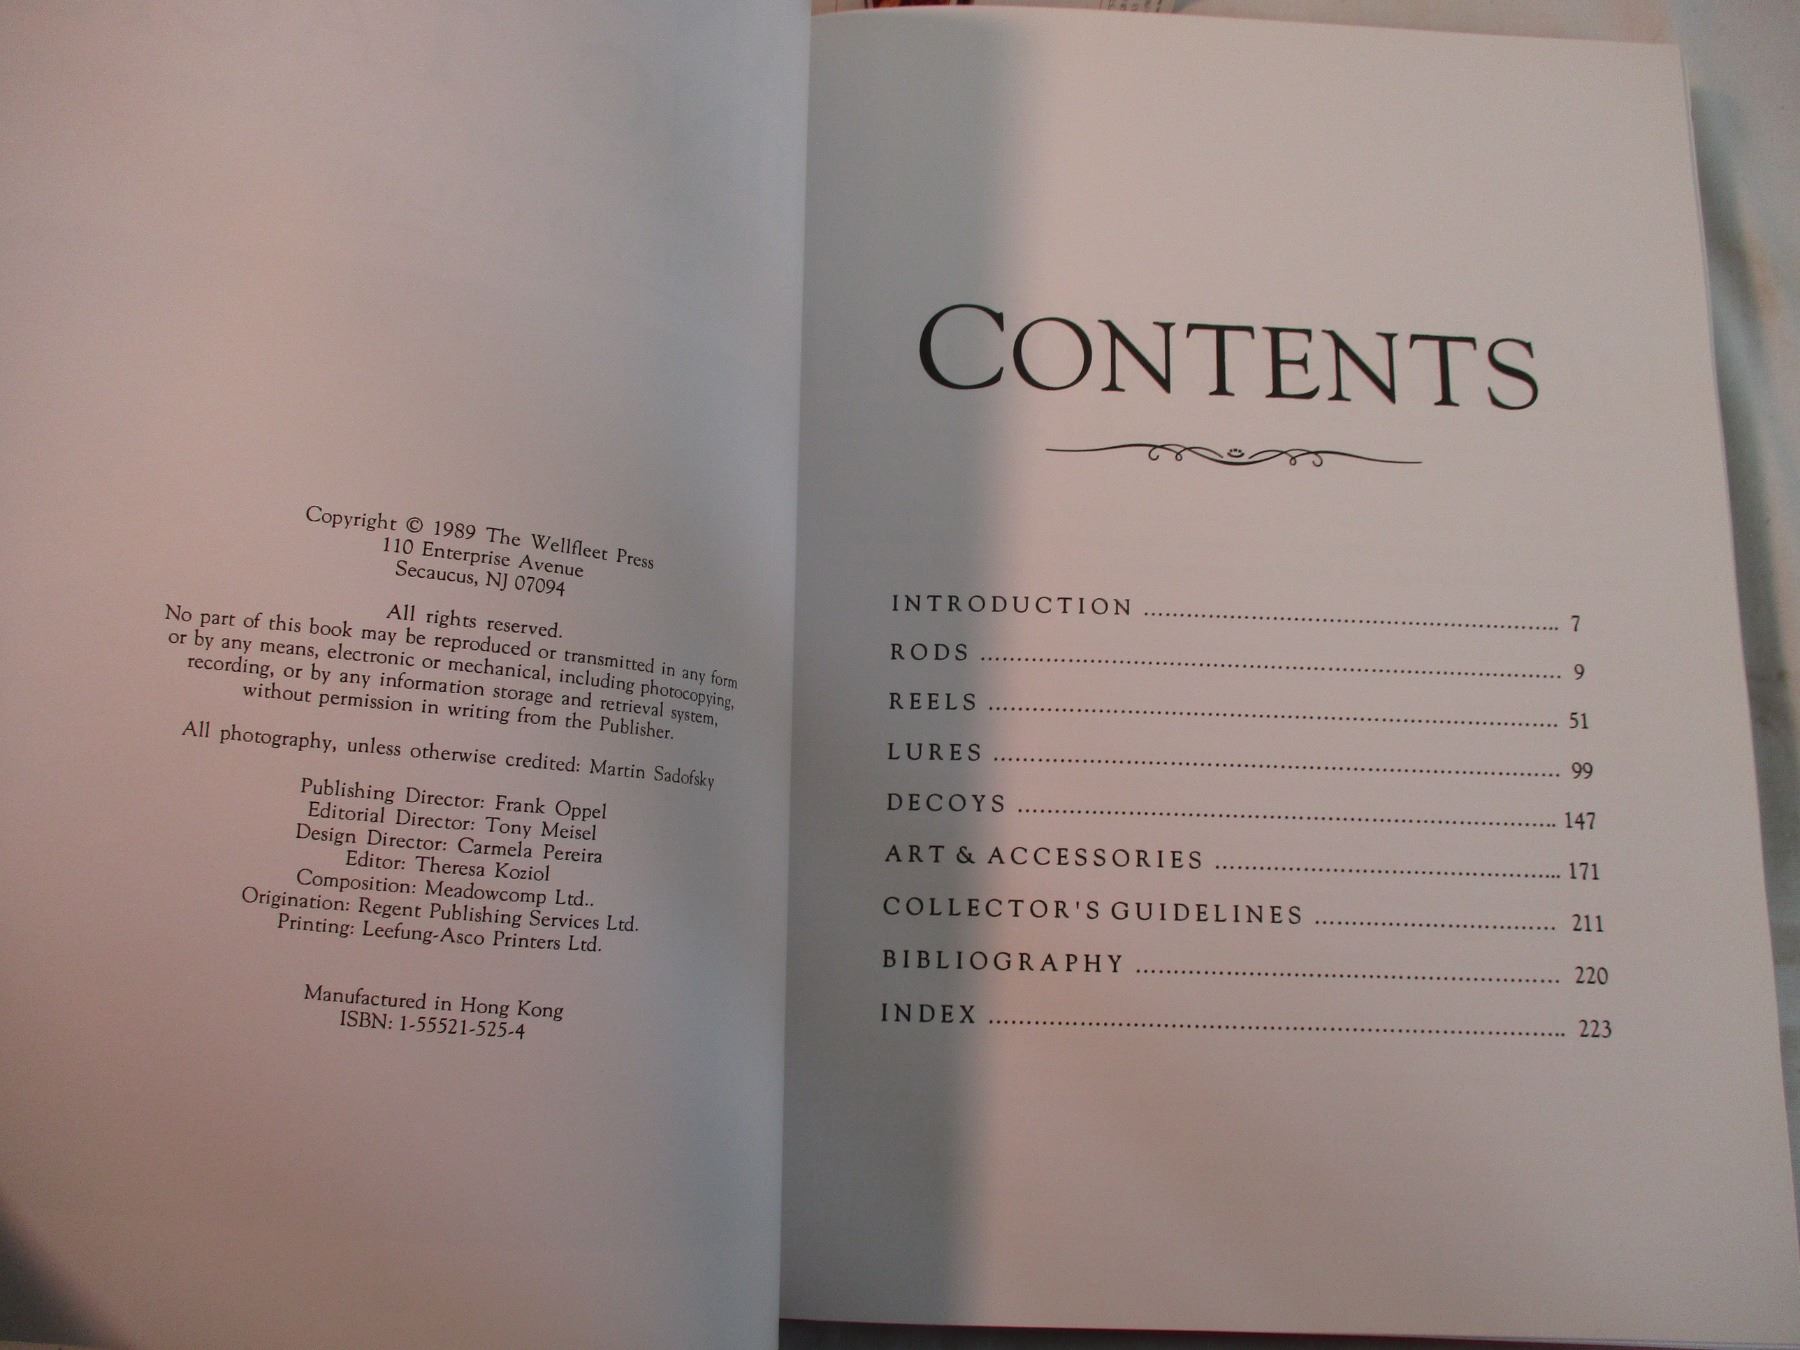 Copyright © 1989 The Wellfleet Press
110 Enterprise Avenue
Secaucus, NJ 07094
All rights reserved.
No part of this book may be reproduced or transmitted in any form
or by any means, electronic or mechanical, including photocopying,
recording, or by any information storage and retrieval system,
without permission in writing from the Publisher.
All photography, unless otherwise credited: Martin Sadofsky
Publishing Director: Frank Oppel
Editorial Director: Tony Meisel
Design Director: Carmela Pereira
Editor: Theresa Koziol
Composition: Meadowcomp Ltd..
Origination: Regent Publishing Services Ltd.
Printing: Leefung-Asco Printers Ltd.
Manufactured in Hong Kong
ISBN: 1-55521-525-4
CONTENTS
INTRODUCTION ........ 7
RODS ........ 9
REELS ........ 51
LURES ........ 99
DECOYS ........ 147
ART & ACCESSORIES ........ 171
COLLECTOR'S GUIDELINES ........ 211
BIBLIOGRAPHY ........ 220
INDEX ........ 223